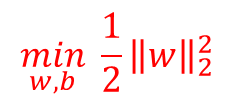 min w,b 1/2 ‖w‖₂²